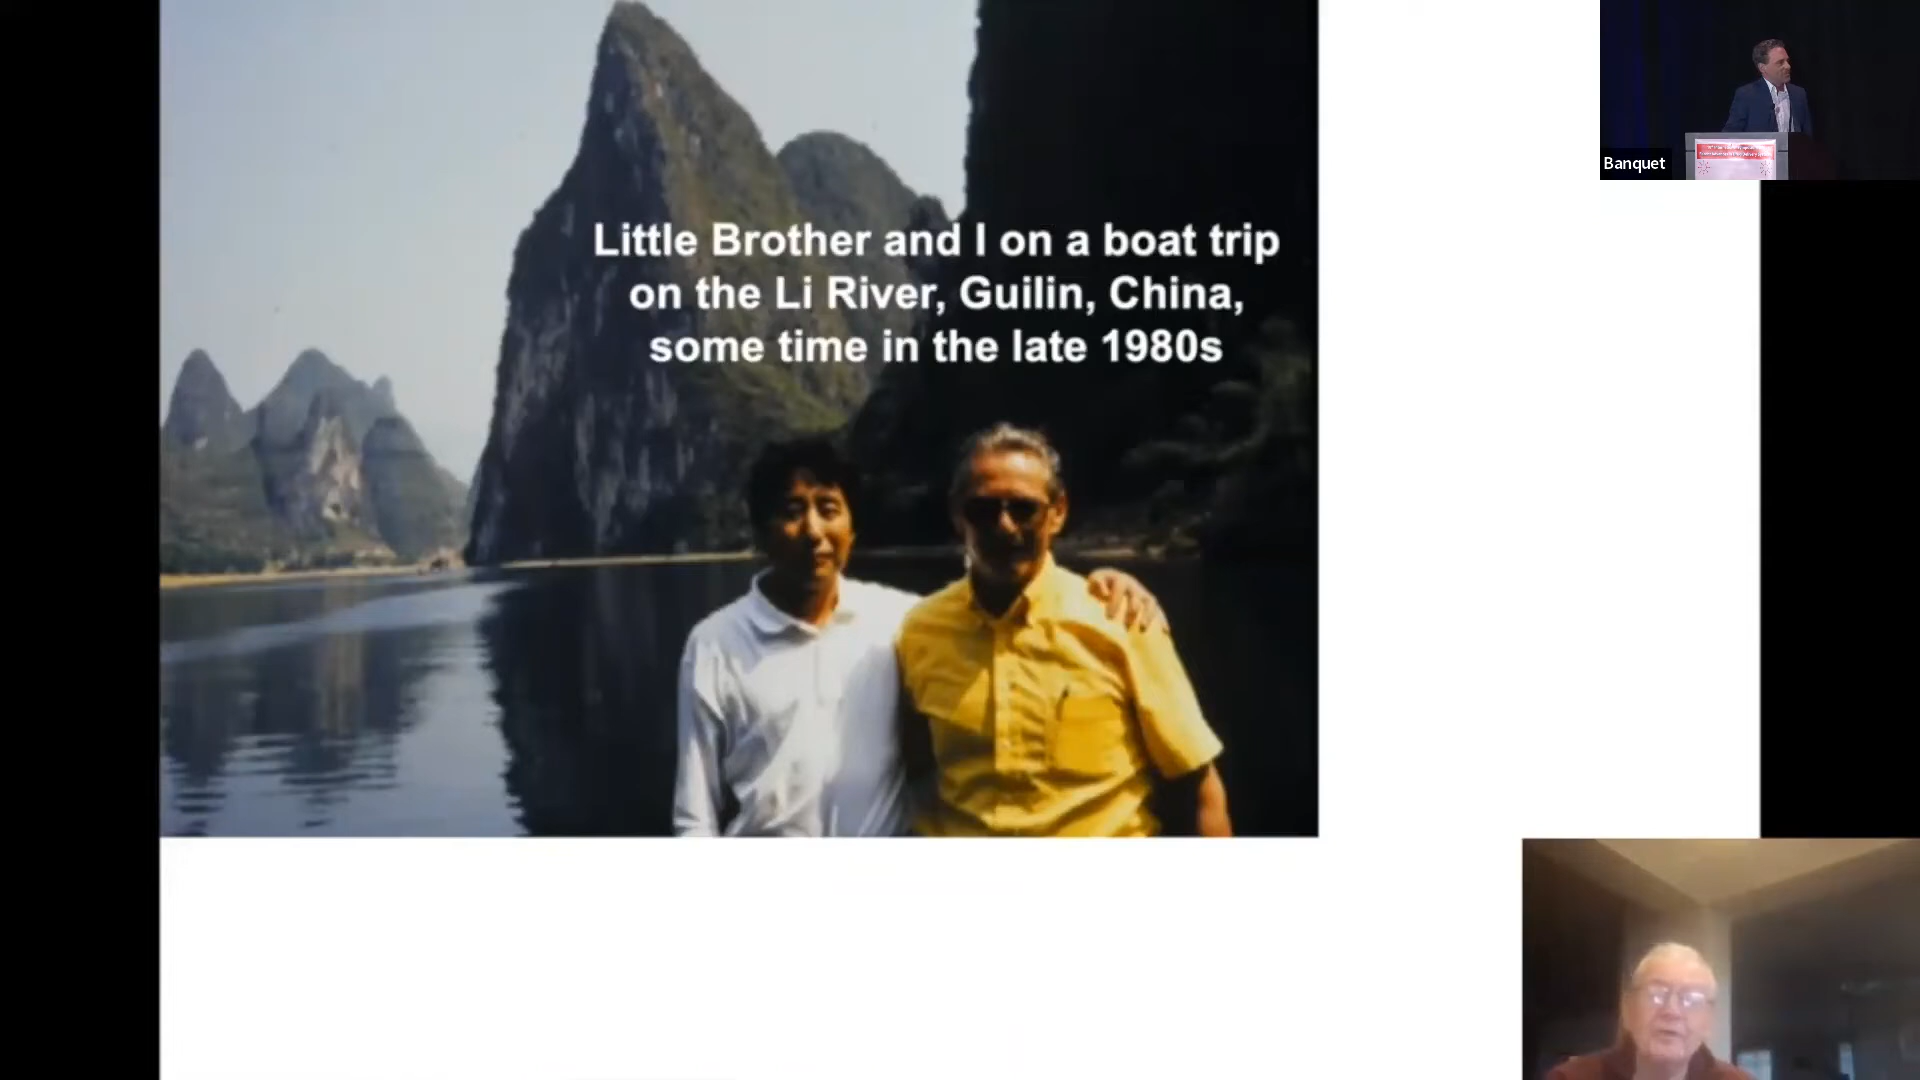 Little Brother and I on a boat trip
on the Li River, Guilin, China,
some time in the late 1980s
Banquet